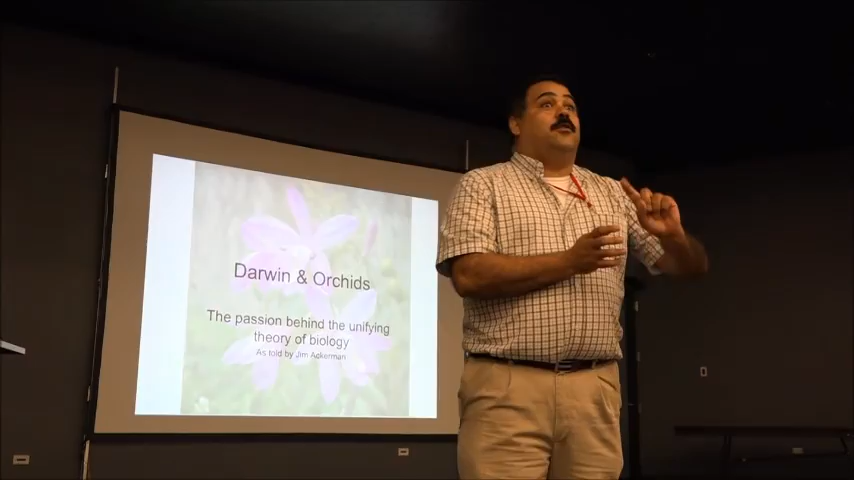 Darwin & Orchids
The passion behind the unifying
theory of biology
As told by Jim Ackerman